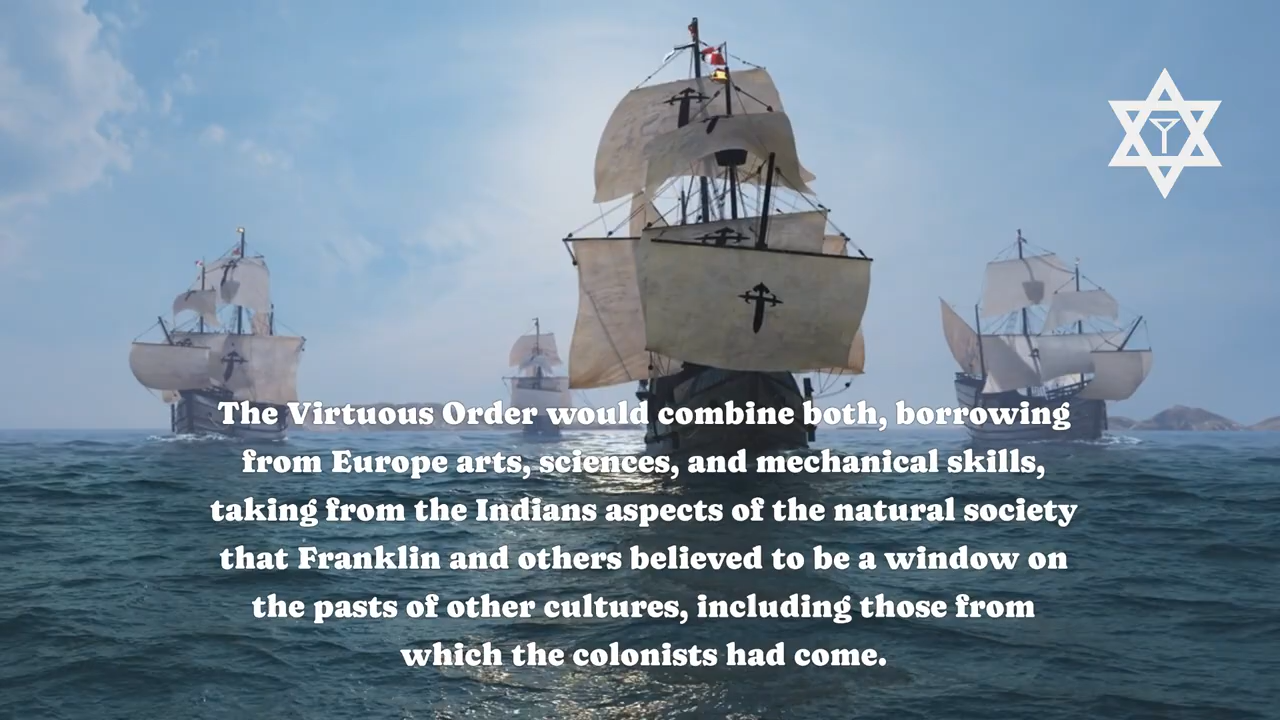 The Virtuous Order would combine both, borrowing
from Europe arts, sciences, and mechanical skills,
taking from the Indians aspects of the natural society
that Franklin and others believed to be a window on
the pasts of other cultures, including those from
which the colonists had come.